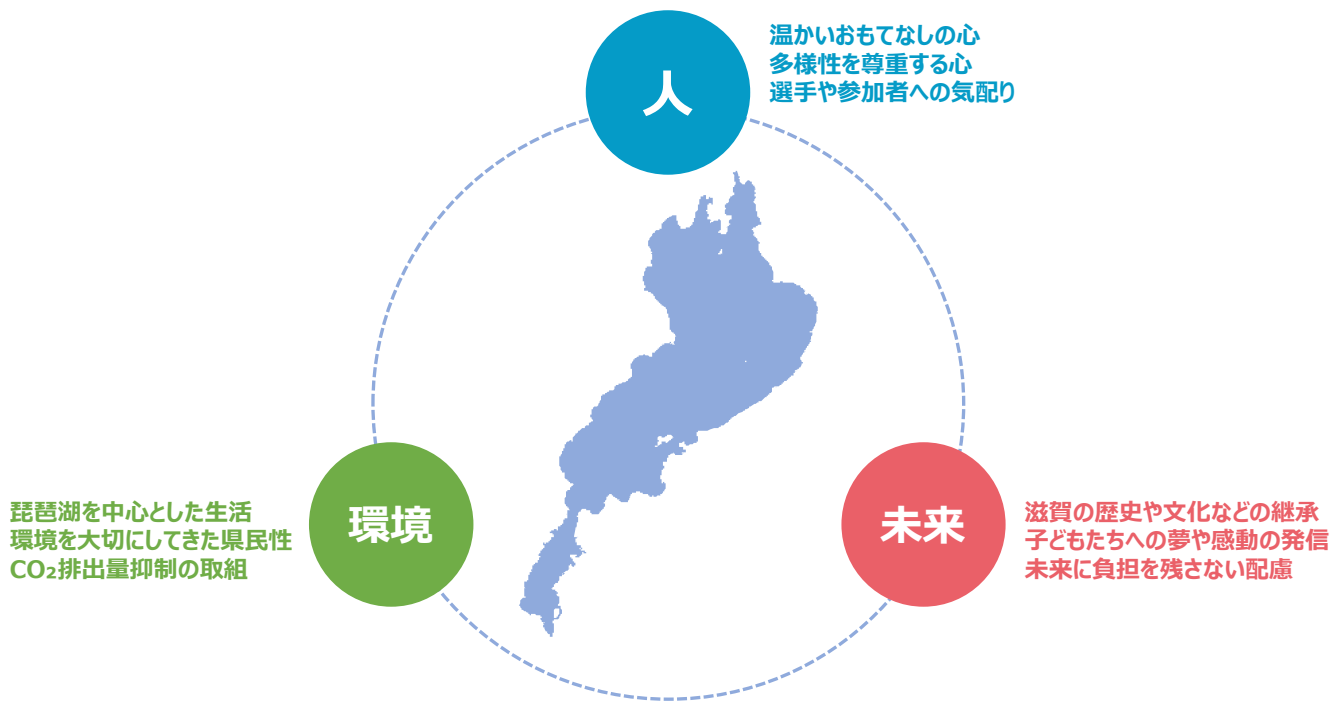 人
温かいおもてなしの心
多様性を尊重する心
選手や参加者への気配り
環境
琵琶湖を中心とした生活
環境を大切にしてきた県民性
CO₂排出量抑制の取組
未来
滋賀の歴史や文化などの継承
子どもたちへの夢や感動の発信
未来に負担を残さない配慮